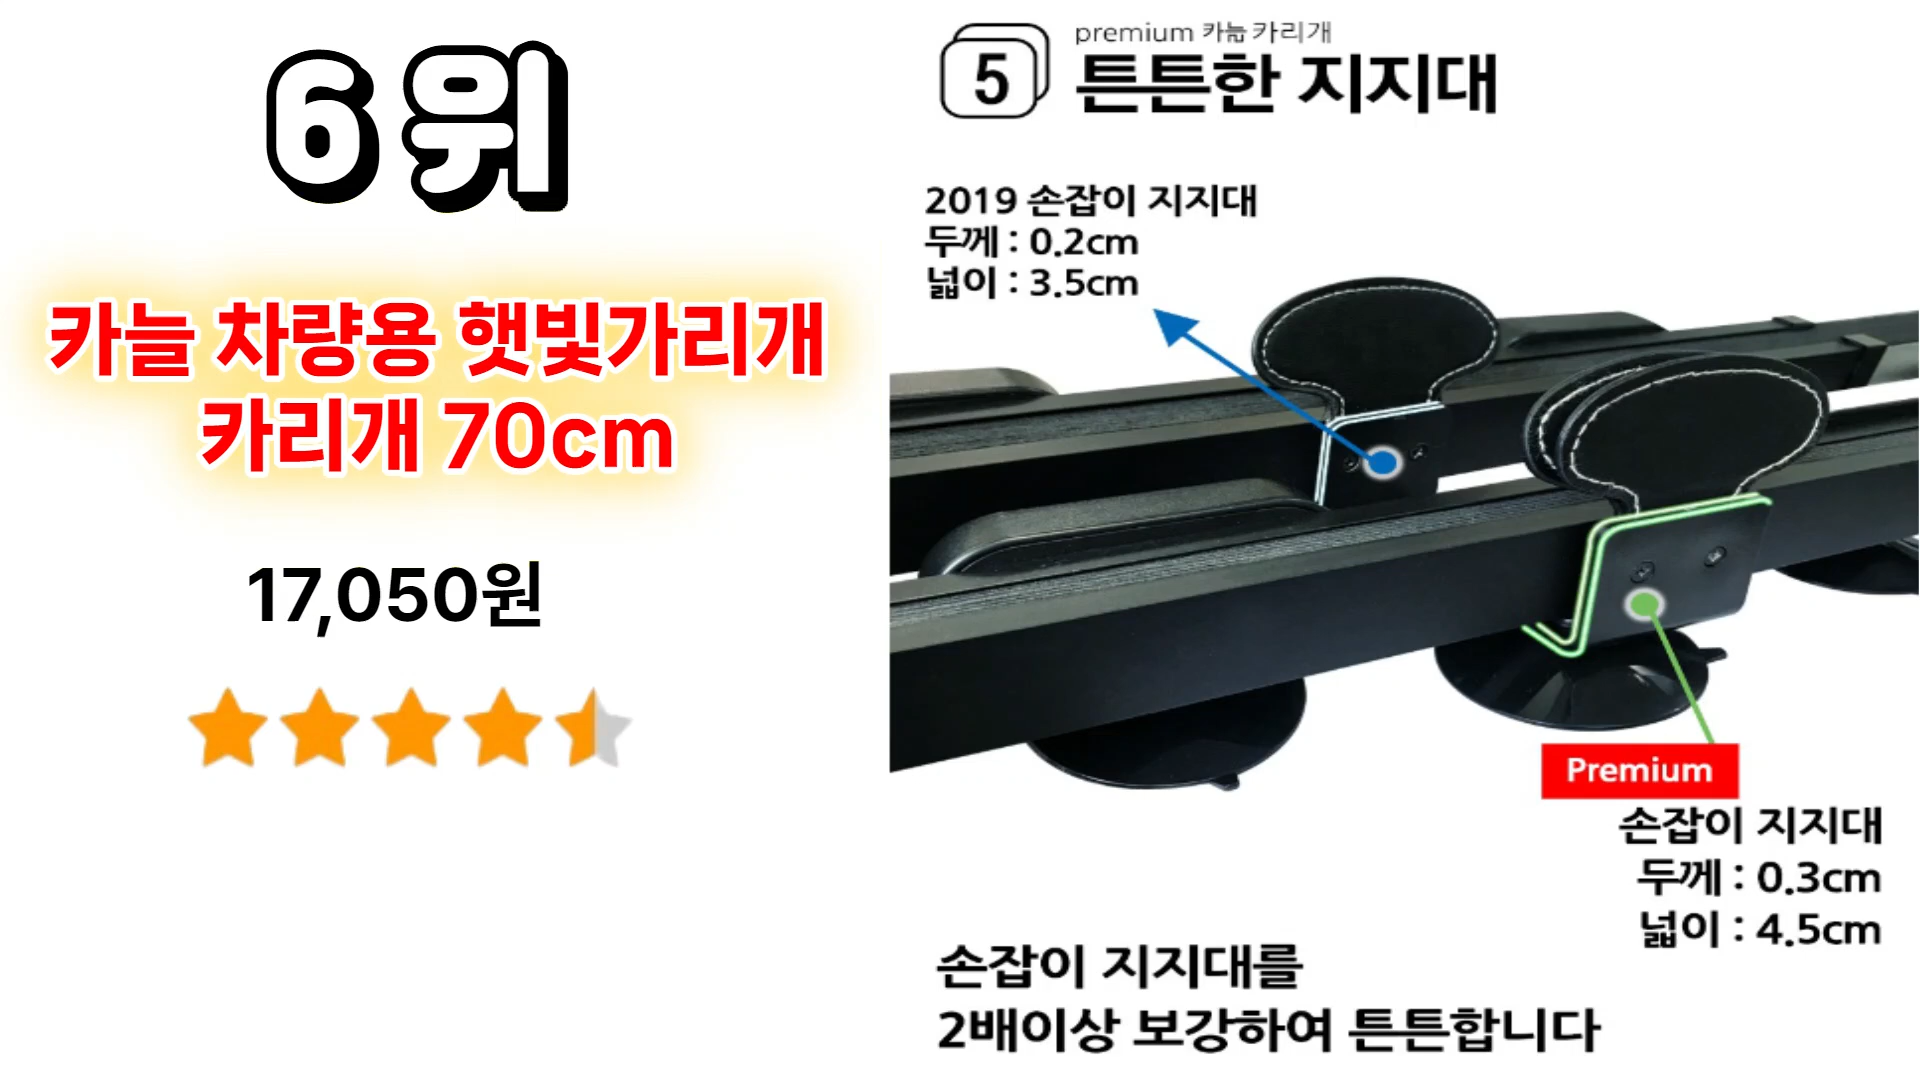 6위
카늘 차량용 햇빛가리개
카리개 70cm
17,050원
5
premium 카늛 카리개
튼튼한 지지대
2019 손잡이 지지대
두께 : 0.2cm
넓이 : 3.5cm
Premium
손잡이 지지대
두께 : 0.3cm
넓이 : 4.5cm
손잡이 지지대를
2배이상 보강하여 튼튼합니다